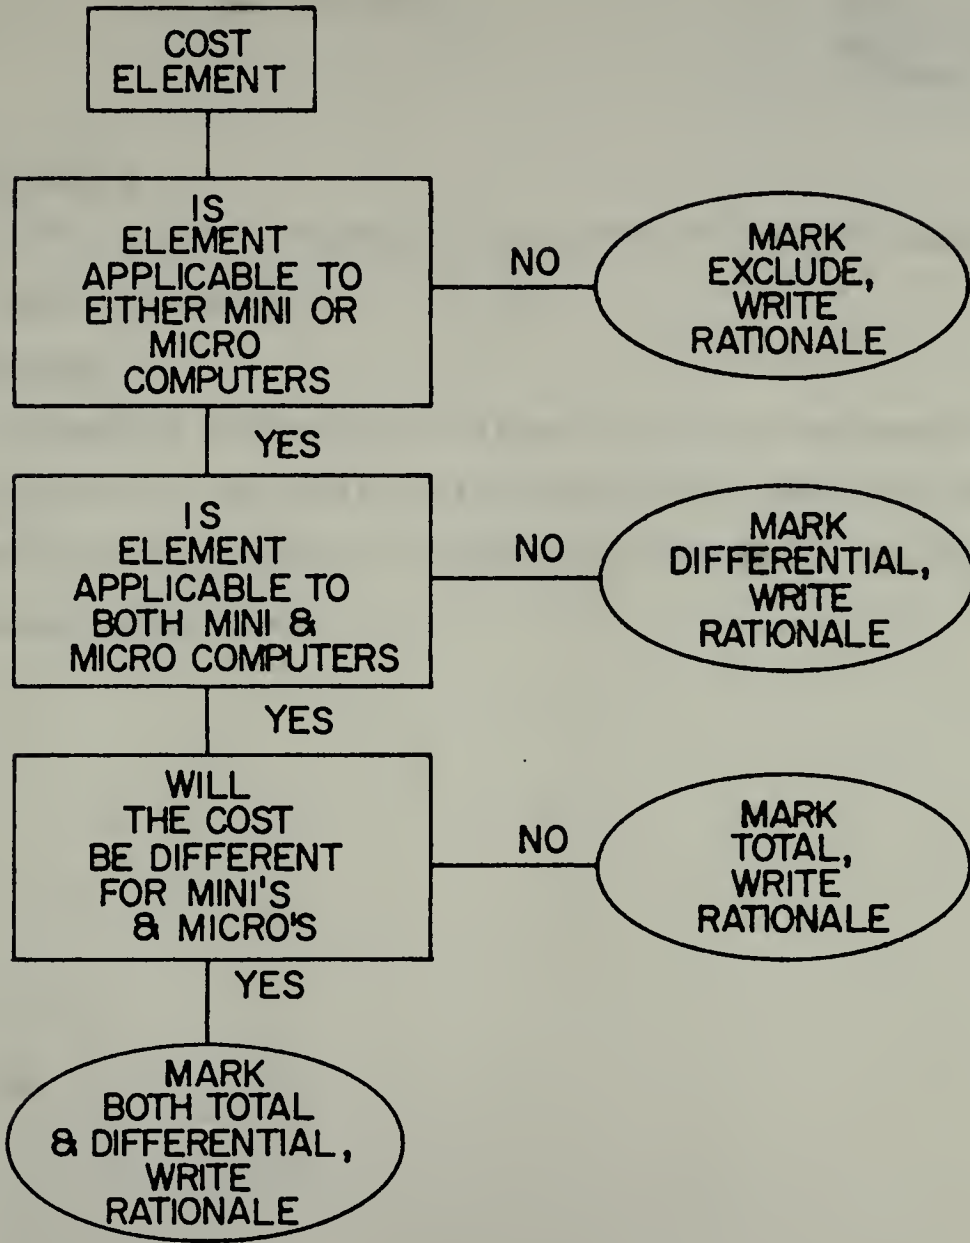 COST
ELEMENT
IS
ELEMENT
APPLICABLE TO
EITHER MINI OR
MICRO
COMPUTERS
NO
MARK
EXCLUDE,
WRITE
RATIONALE
YES
IS
ELEMENT
APPLICABLE TO
BOTH MINI &
MICRO COMPUTERS
NO
MARK
DIFFERENTIAL,
WRITE
RATIONALE
YES
WILL
THE COST
BE DIFFERENT
FOR MINI'S
& MICRO'S
NO
MARK
TOTAL,
WRITE
RATIONALE
YES
MARK
BOTH TOTAL
& DIFFERENTIAL,
WRITE
RATIONALE